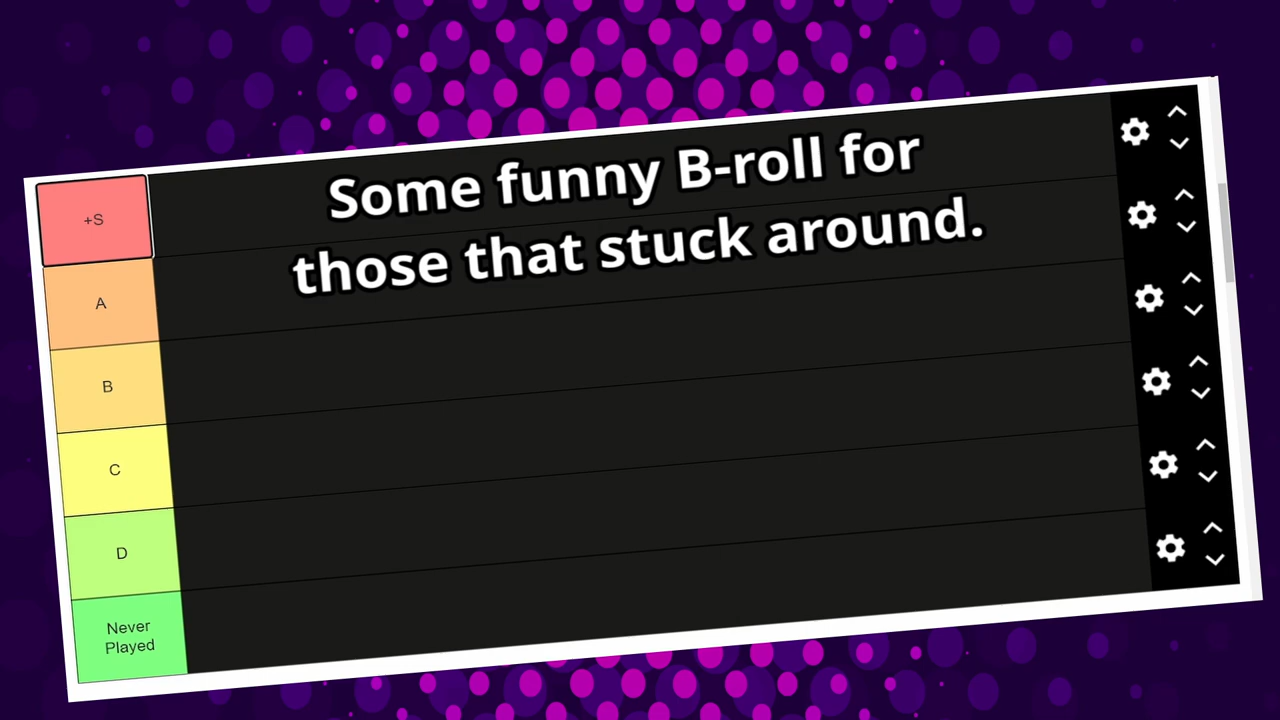 Some funny B-roll for
those that stuck around.
+S
A
B
C
D
Never
Played